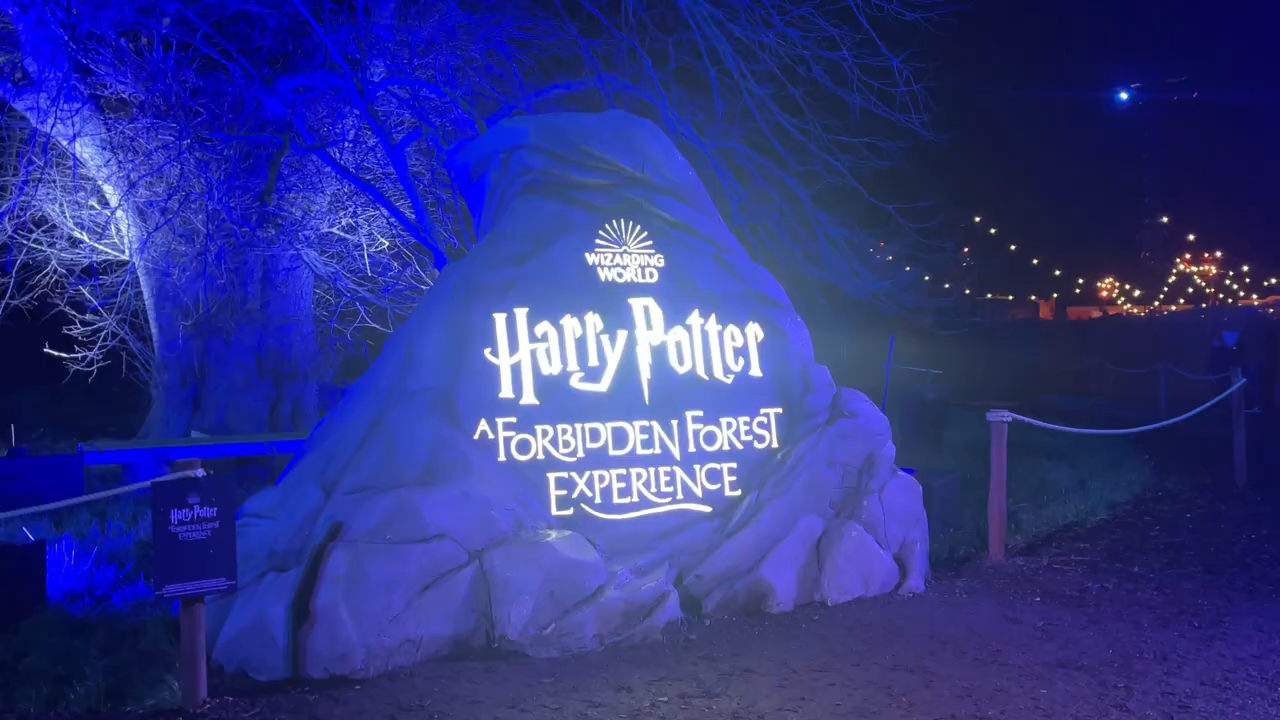 WIZARDING
WORLD
Harry Potter
A FORBIDDEN FOREST
EXPERIENCE
Harry Potter
A FORBIDDEN FOREST
EXPERIENCE